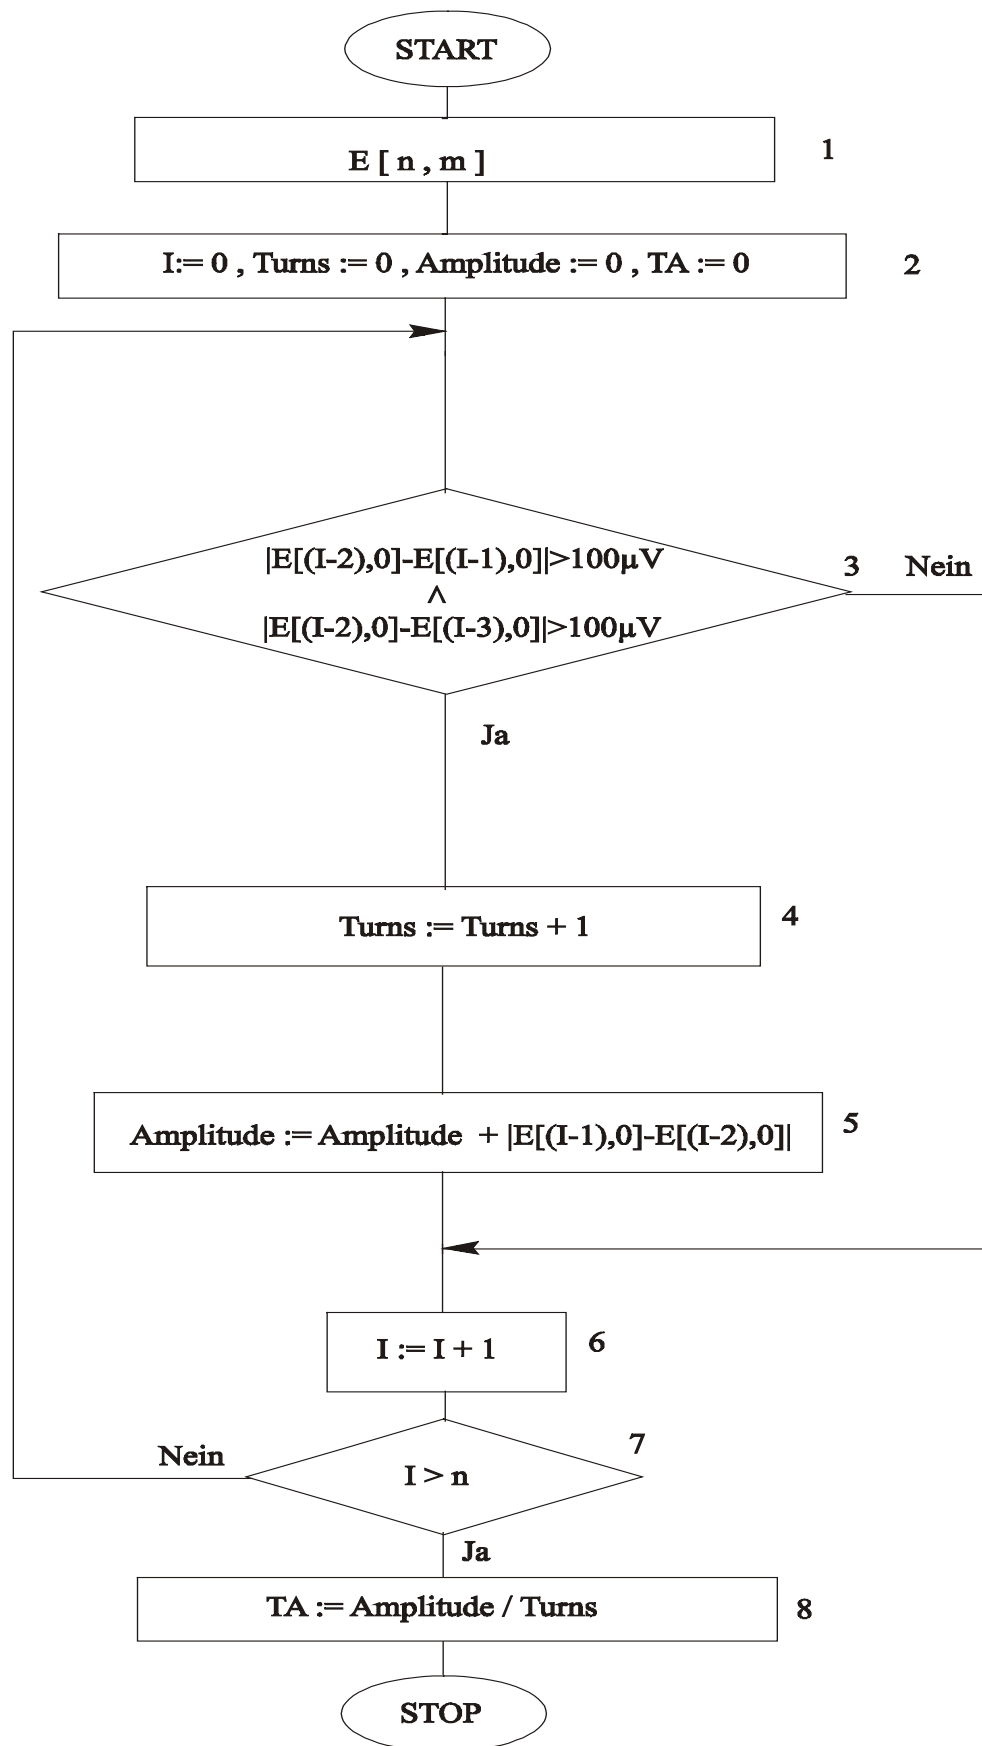 START
E [ n , m ]
1
I:= 0 , Turns := 0 , Amplitude := 0 , TA := 0
2
|E[(I-2),0]-E[(I-1),0]|>100µV
^
|E[(I-2),0]-E[(I-3),0]|>100µV
3
Nein
Ja
Turns := Turns + 1
4
Amplitude := Amplitude + |E[(I-1),0]-E[(I-2),0]|
5
I := I + 1
6
Nein
I > n
7
Ja
TA := Amplitude / Turns
8
STOP